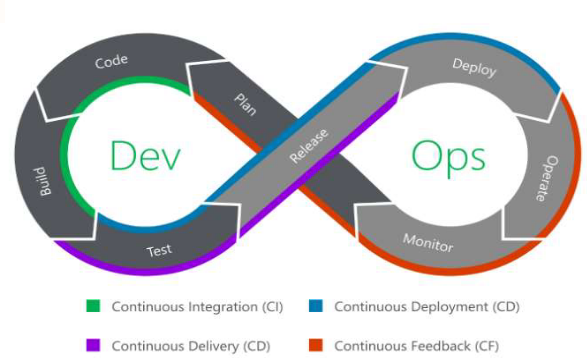 Code
Plan
Build
Test
Dev
Release
Deploy
Operate
Monitor
Ops
Continuous Integration (CI)
Continuous Deployment (CD)
Continuous Delivery (CD)
Continuous Feedback (CF)